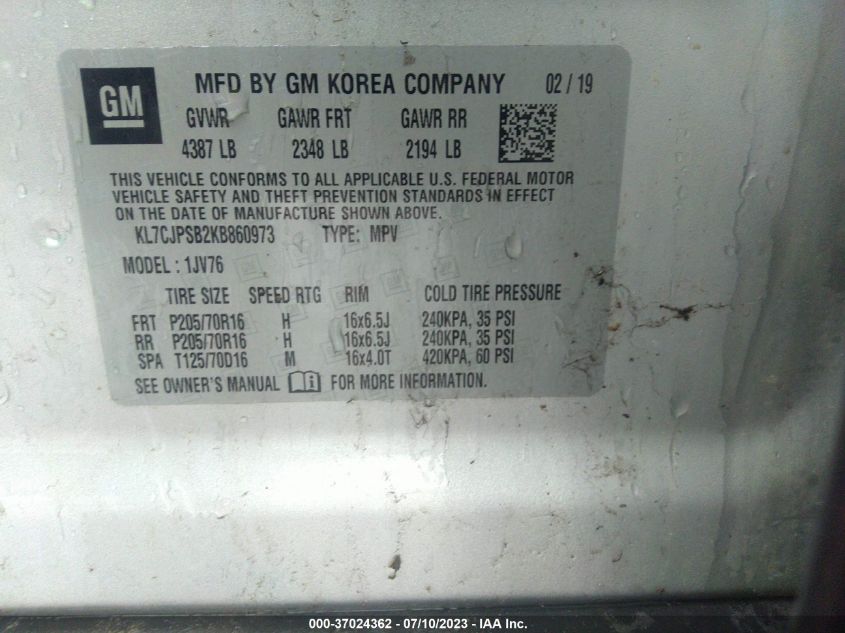 GM
MFD BY GM KOREA COMPANY 02 / 19
GVWR GAWR FRT GAWR RR
4387 LB 2348 LB 2194 LB
THIS VEHICLE CONFORMS TO ALL APPLICABLE U.S. FEDERAL MOTOR
VEHICLE SAFETY AND THEFT PREVENTION STANDARDS IN EFFECT
ON THE DATE OF MANUFACTURE SHOWN ABOVE.
KL7CJPSB2KB860973 TYPE: MPV
MODEL : 1JV76
TIRE SIZE SPEED RTG RIM COLD TIRE PRESSURE
FRT P205/70R16 H 16x6.5J 240KPA, 35 PSI
RR P205/70R16 H 16x6.5J 240KPA, 35 PSI
SPA T125/70D16 M 16x4.0T 420KPA, 60 PSI
SEE OWNER'S MANUAL FOR MORE INFORMATION.
000-37024362 - 07/10/2023 - IAA Inc.